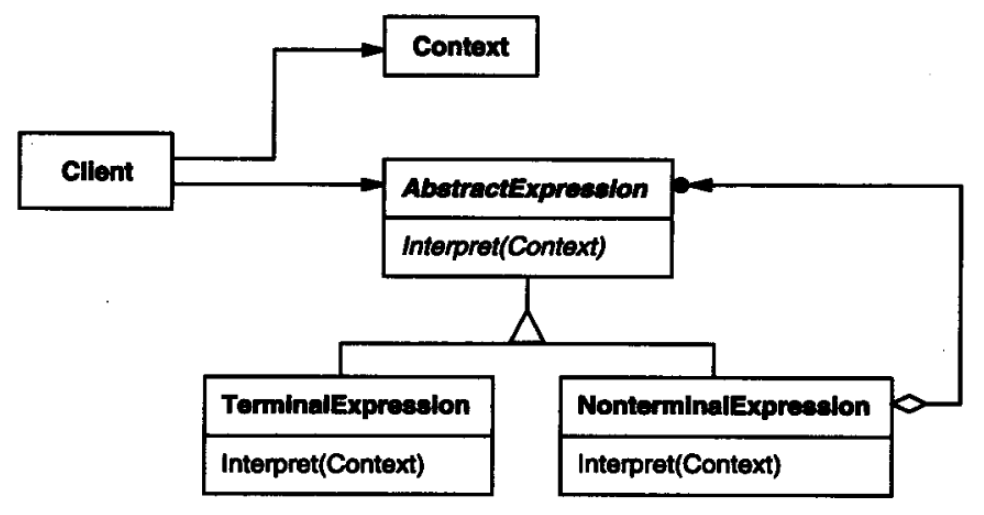 Context
Client
AbstractExpression
Interpret(Context)
TerminalExpression
NonterminalExpression
Interpret(Context)
Interpret(Context)